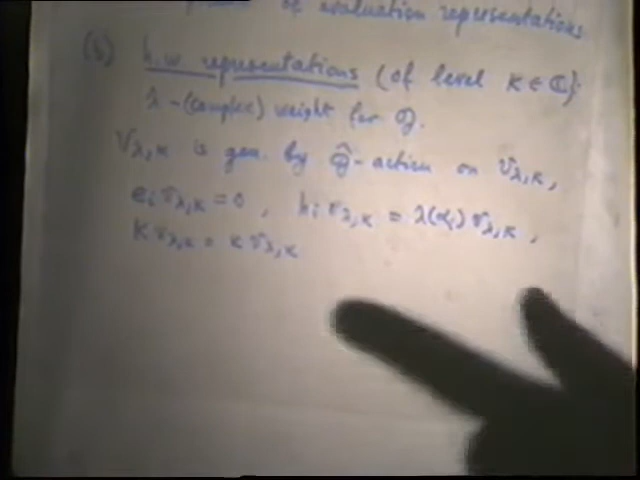 of evaluation representations
(b) h.w representations (of level κ ∈ ℂ):
λ - (complex) weight for 𝔤.
V_{λ,κ} is gen. by 𝔤̂-action on v_{λ,κ},
e_i v_{λ,κ} = 0, h_i v_{λ,κ} = λ(α_i) v_{λ,κ},
K v_{λ,κ} = κ v_{λ,κ}